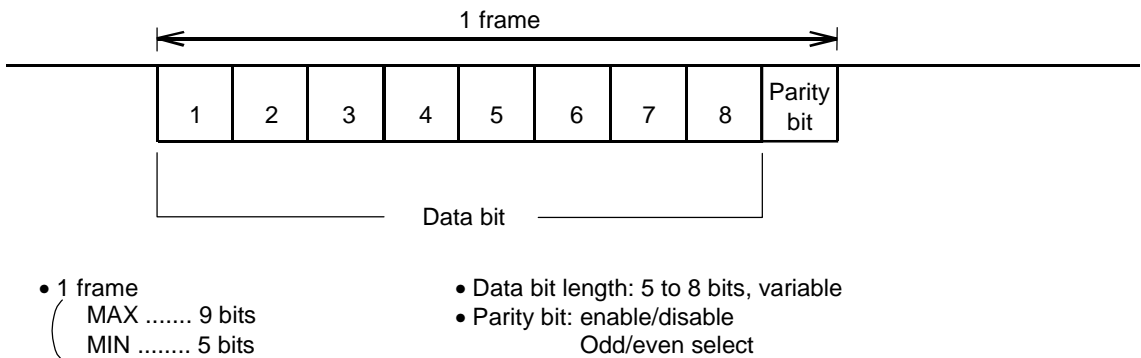 1 frame
1 2 3 4 5 6 7 8 Parity bit
Data bit
• 1 frame
MAX ....... 9 bits
MIN ........ 5 bits
• Data bit length: 5 to 8 bits, variable
• Parity bit: enable/disable
Odd/even select